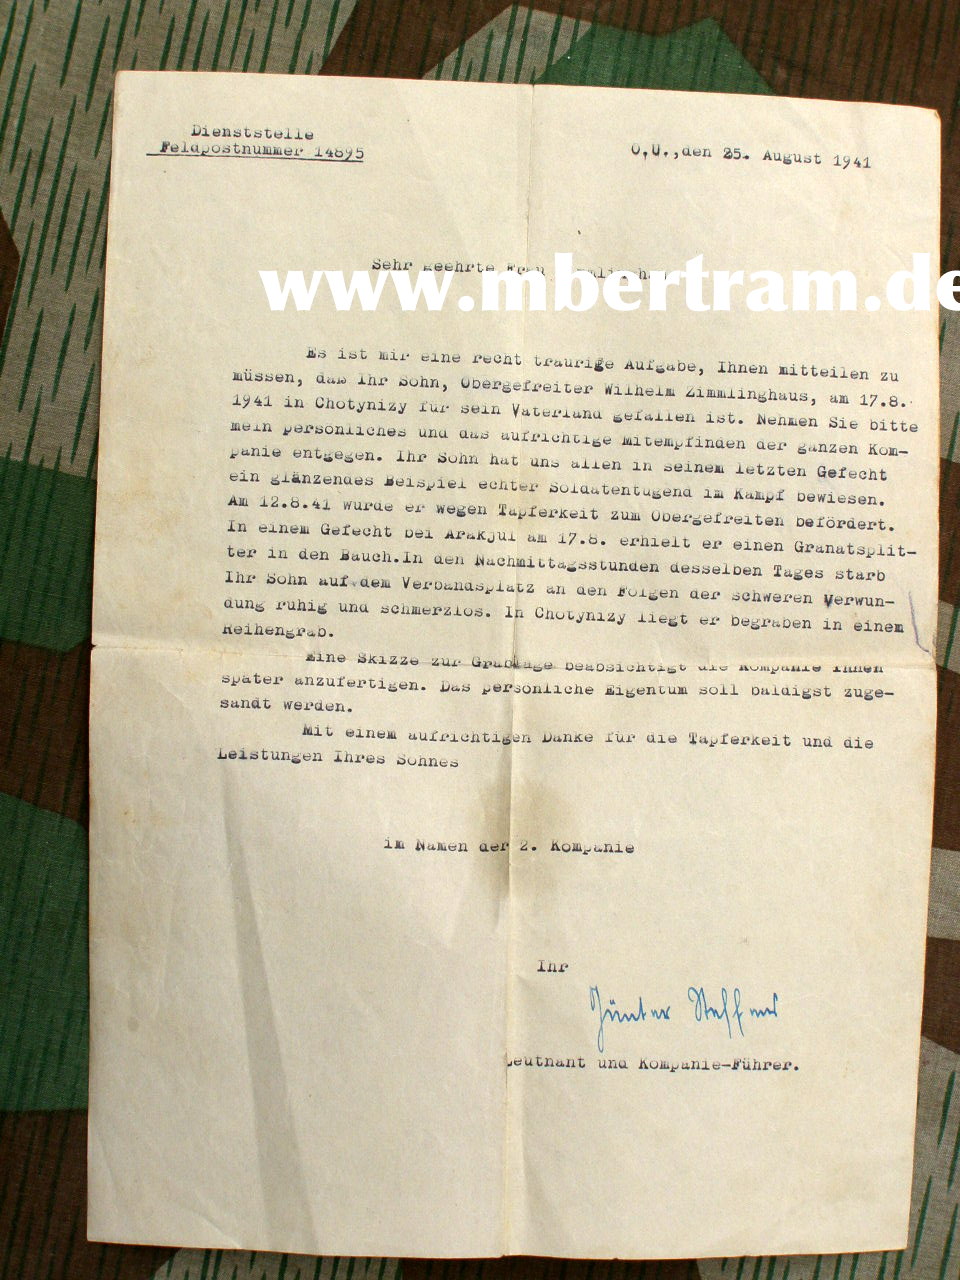 Dienststelle
Feldpostnummer 14895
O.U.,den 25. August 1941
Sehr geehrte Frau
www.mbertram.de
Es ist mir eine recht traurige Aufgabe, Ihnen mitteilen zu
müssen, daß Ihr Sohn, Obergefreiter Wilhelm Zimmlinghaus, am 17.8.
1941 in Chotynizy für sein Vaterland gefallen ist. Nehmen Sie bitte
mein persönliches und das aufrichtige Mitempfinden der ganzen Kom-
panie entgegen. Ihr Sohn hat uns allen in seinem letzten Gefecht
ein glänzendes Beispiel echter Soldatentugend im Kampf bewiesen.
Am 12.8.41 wurde er wegen Tapferkeit zum Obergefreiten befördert.
In einem Gefecht bei Arakjul am 17.8. erhielt er einen Granatsplit-
ter in den Bauch.In den Nachmittagsstunden desselben Tages starb
Ihr Sohn auf dem Verbandsplatz an den Folgen der schweren Verwun-
dung ruhig und schmerzlos. In Chotynizy liegt er begraben in einem
Reihengrab.
Eine Skizze zur Grablage beabsichtigt die Kompanie Ihnen
später anzufertigen. Das persönliche Eigentum soll baldigst zuge-
sandt werden.
Mit einem aufrichtigen Danke für die Tapferkeit und die
Leistungen Ihres Sohnes
im Namen der 2. Kompanie
Ihr
Günter Steffens
Leutnant und Kompanie-Führer.